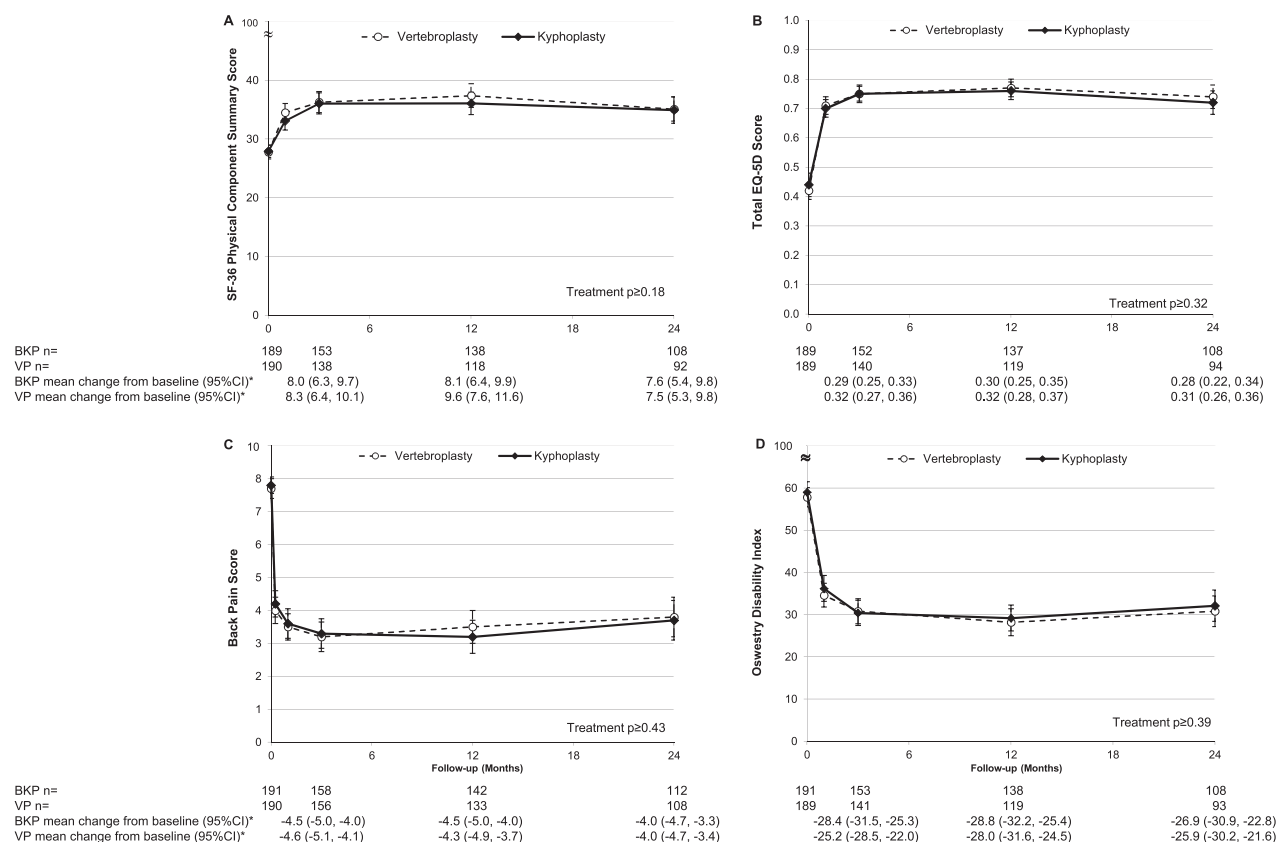 A
Vertebroplasty
Kyphoplasty
SF-36 Physical Component Summary Score
100
≈
40
30
20
10
0
Treatment p≥0.18
0 6 12 18 24
B
Vertebroplasty
Kyphoplasty
Total EQ-5D Score
1.0
0.9
0.8
0.7
0.6
0.5
0.4
0.3
0.2
0.1
0.0
Treatment p≥0.32
0 6 12 18 24
BKP n= 189 153 138 108 189 152 137 108
VP n= 190 138 118 92 189 140 119 94
BKP mean change from baseline (95%CI)* 8.0 (6.3, 9.7) 8.1 (6.4, 9.9) 7.6 (5.4, 9.8) 0.29 (0.25, 0.33) 0.30 (0.25, 0.35) 0.28 (0.22, 0.34)
VP mean change from baseline (95%CI)* 8.3 (6.4, 10.1) 9.6 (7.6, 11.6) 7.5 (5.3, 9.8) 0.32 (0.27, 0.36) 0.32 (0.28, 0.37) 0.31 (0.26, 0.36)
C
Vertebroplasty
Kyphoplasty
Back Pain Score
10
9
8
7
6
5
4
3
2
1
0
Treatment p≥0.43
0 6 12 18 24
Follow-up (Months)
D
Vertebroplasty
Kyphoplasty
Oswestry Disability Index
100
≈
60
50
40
30
20
10
0
Treatment p≥0.39
0 6 12 18 24
Follow-up (Months)
BKP n= 191 158 142 112 191 153 138 108
VP n= 190 156 133 108 189 141 119 93
BKP mean change from baseline (95%CI)* -4.5 (-5.0, -4.0) -4.5 (-5.0, -4.0) -4.0 (-4.7, -3.3) -28.4 (-31.5, -25.3) -28.8 (-32.2, -25.4) -26.9 (-30.9, -22.8)
VP mean change from baseline (95%CI)* -4.6 (-5.1, -4.1) -4.3 (-4.9, -3.7) -4.0 (-4.7, -3.4) -25.2 (-28.5, -22.0) -28.0 (-31.6, -24.5) -25.9 (-30.2, -21.6)